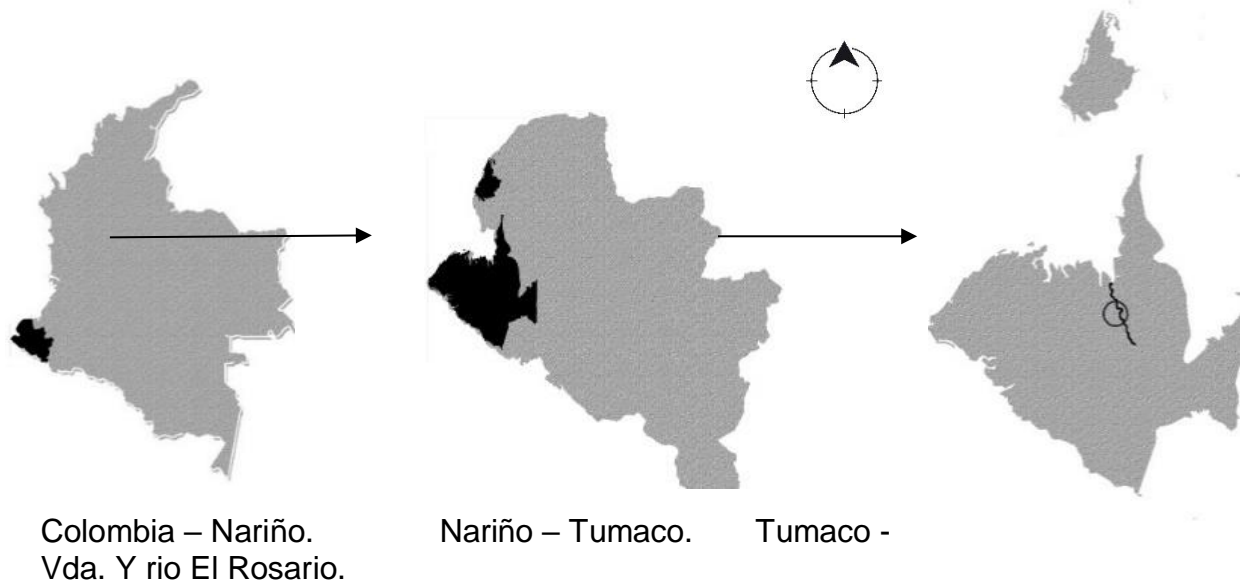 Colombia – Nariño. Nariño – Tumaco. Tumaco -
Vda. Y rio El Rosario.